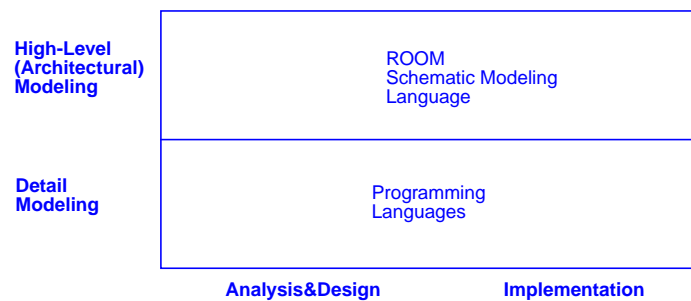 High-Level
(Architectural)
Modeling
ROOM
Schematic Modeling
Language
Detail
Modeling
Programming
Languages
Analysis&Design
Implementation